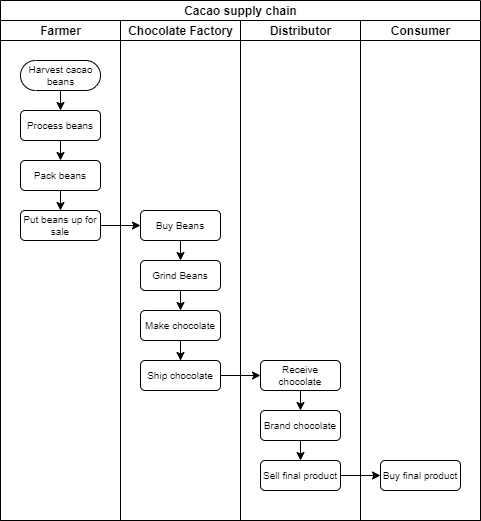 Cacao supply chain
Farmer
Chocolate Factory
Distributor
Consumer
Harvest cacao
beans
Process beans
Pack beans
Put beans up for
sale
Buy Beans
Grind Beans
Make chocolate
Ship chocolate
Receive
chocolate
Brand chocolate
Sell final product
Buy final product